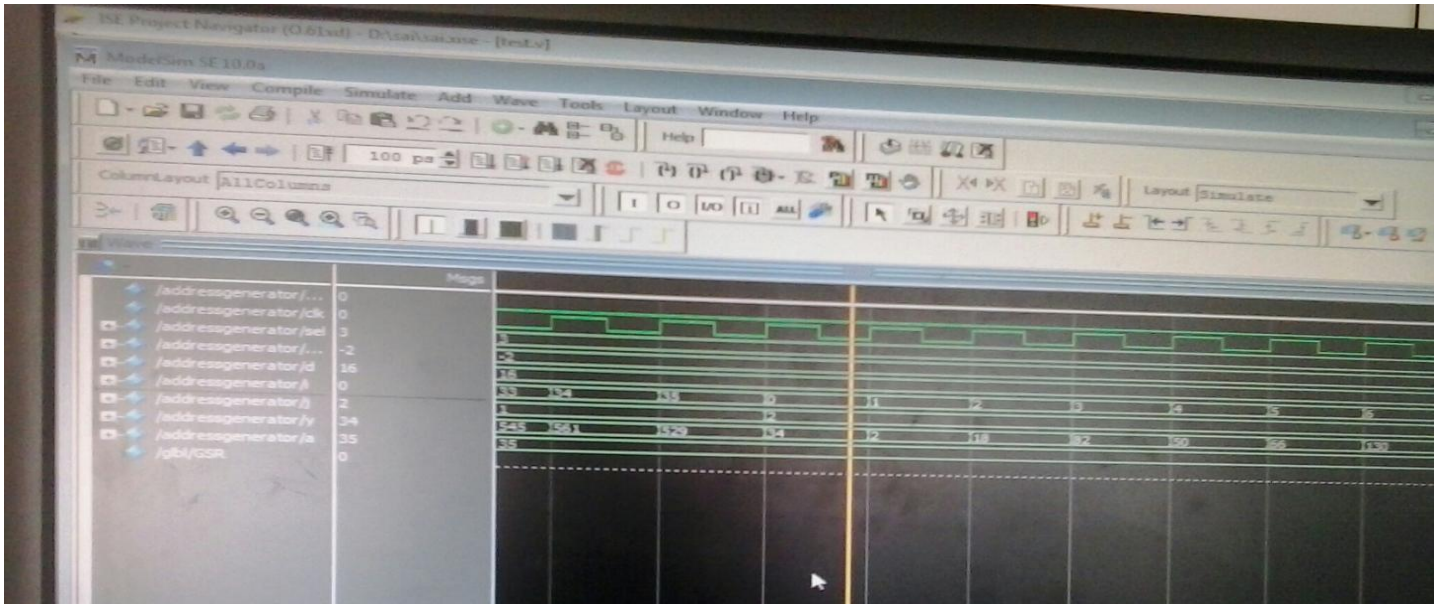 ISE Project Navigator (O.61xd) - D:\sai\sai.xise - [test.v]
ModelSim SE 10.0a
File Edit View Compile Simulate Add Wave Tools Layout Window Help
Help
100 ps
ColumnLayout AllColumns
Layout Simulate
I O I/O ALL
Wave
Msgs
/addressgenerator/... 0
/addressgenerator/clk 0
/addressgenerator/sel 3 3
/addressgenerator/... -2 -2
/addressgenerator/d 16 16
/addressgenerator/i 0 33 34 35 0 1 2 3 4 5 6
/addressgenerator/j 2 1 2
/addressgenerator/y 34 545 561 529 34 2 18 82 50 66 130
/addressgenerator/a 35 35
/glbl/GSR 0